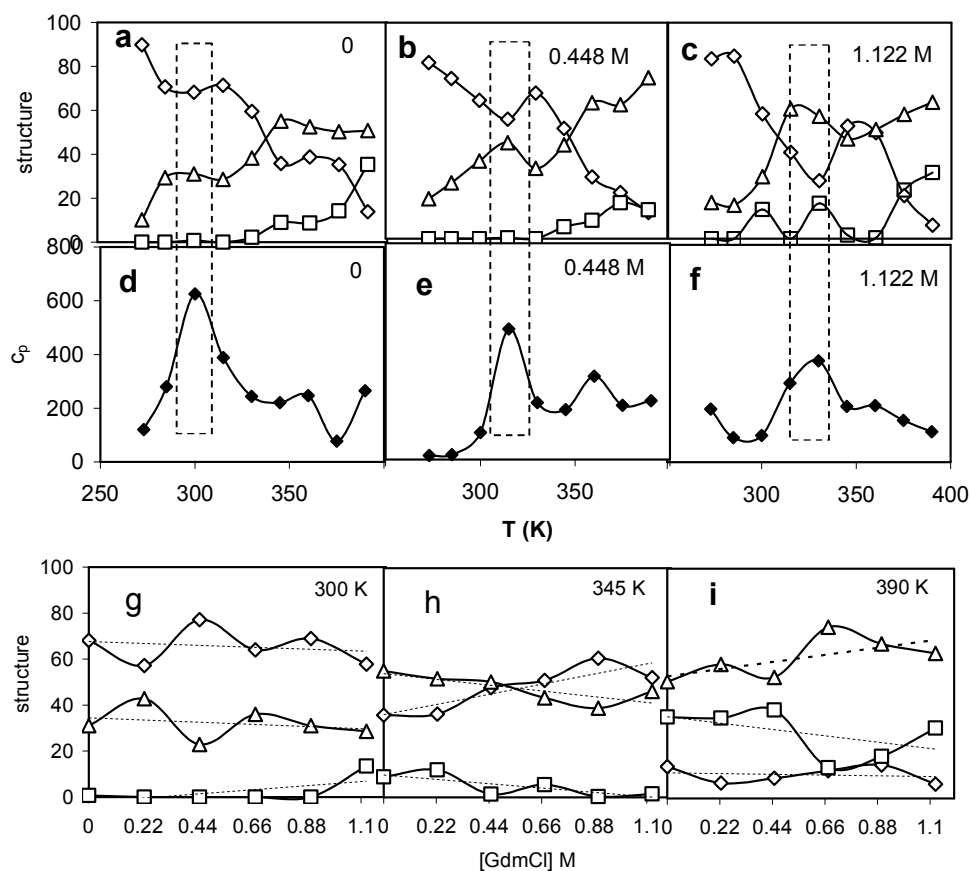 100
80
60
40
20
0
structure
a
0
b
0.448 M
c
1.122 M
800
600
400
200
0
cₚ
d
0
e
0.448 M
f
1.122 M
250 300 350 300 350 300 350 400
T (K)
100
80
60
40
20
0
structure
g
300 K
h
345 K
i
390 K
0 0.22 0.44 0.66 0.88 1.10 0.22 0.44 0.66 0.88 1.10 0.22 0.44 0.66 0.88 1.1
[GdmCl] M